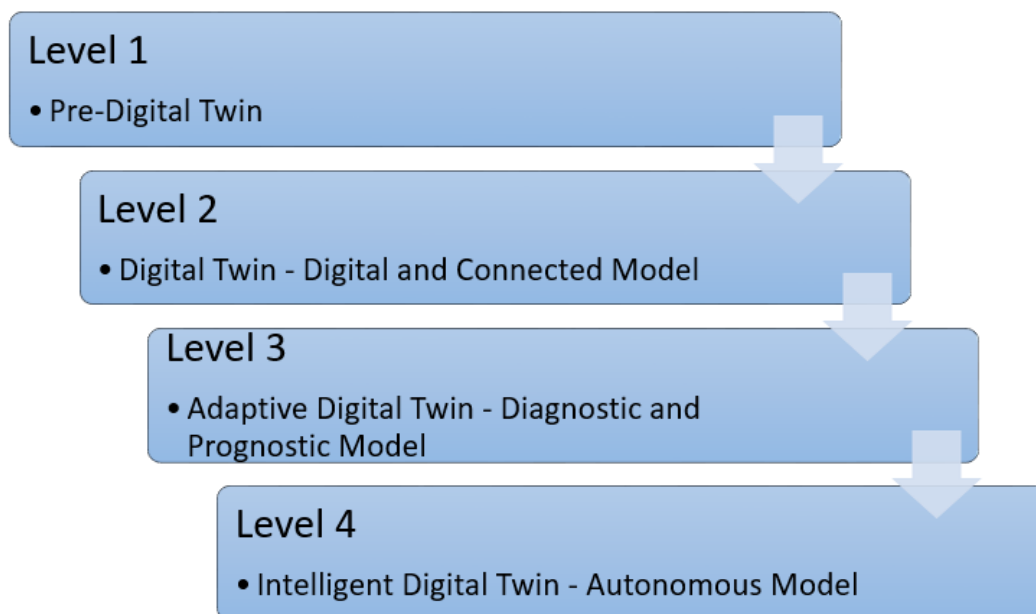 Level 1
• Pre-Digital Twin
Level 2
• Digital Twin - Digital and Connected Model
Level 3
• Adaptive Digital Twin - Diagnostic and
Prognostic Model
Level 4
• Intelligent Digital Twin - Autonomous Model